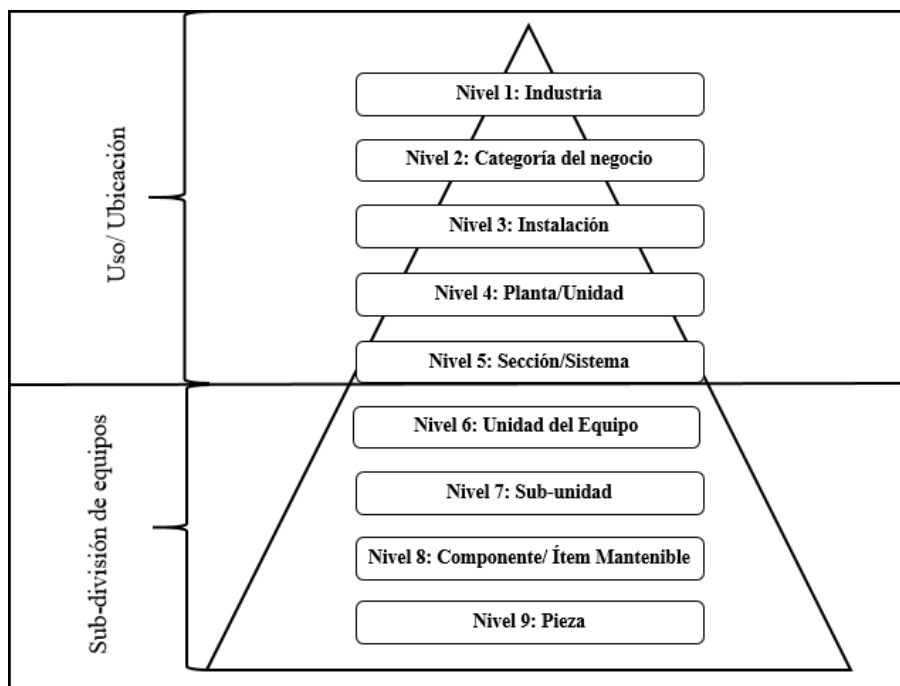 Uso/ Ubicación
Nivel 1: Industria
Nivel 2: Categoría del negocio
Nivel 3: Instalación
Nivel 4: Planta/Unidad
Nivel 5: Sección/Sistema
Sub-división de equipos
Nivel 6: Unidad del Equipo
Nivel 7: Sub-unidad
Nivel 8: Componente/ Ítem Mantenible
Nivel 9: Pieza